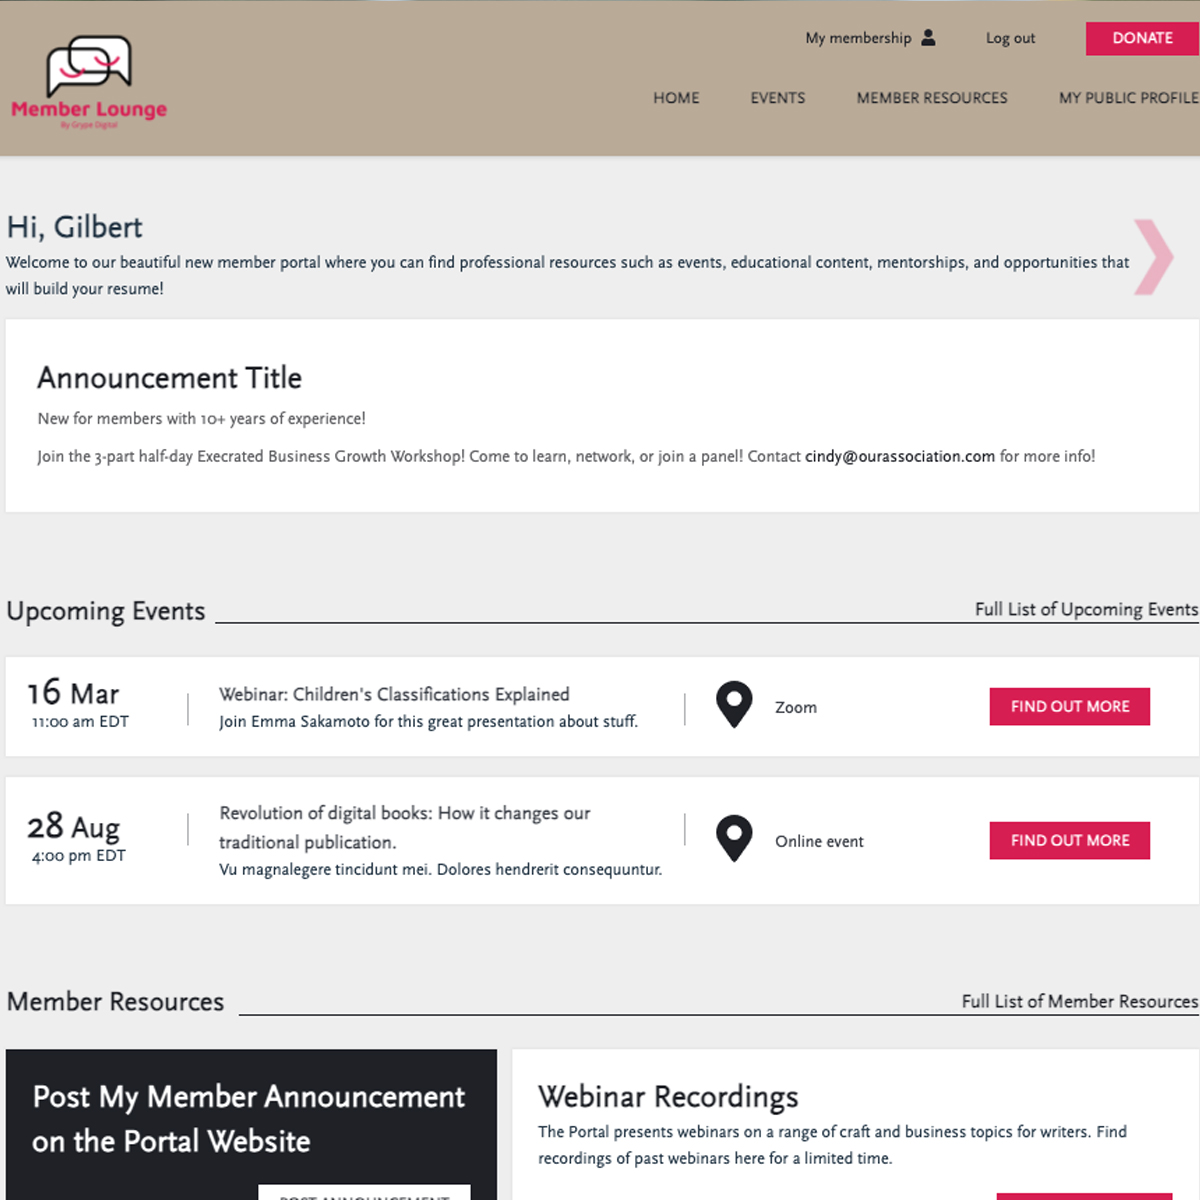 My membership
Log out
DONATE
Member Lounge
By Grype Digital
HOME
EVENTS
MEMBER RESOURCES
MY PUBLIC PROFILE
Hi, Gilbert
Welcome to our beautiful new member portal where you can find professional resources such as events, educational content, mentorships, and opportunities that
will build your resume!
Announcement Title
New for members with 10+ years of experience!
Join the 3-part half-day Execrated Business Growth Workshop! Come to learn, network, or join a panel! Contact cindy@ourassociation.com for more info!
Upcoming Events
Full List of Upcoming Events
16 Mar
11:00 am EDT
Webinar: Children's Classifications Explained
Join Emma Sakamoto for this great presentation about stuff.
Zoom
FIND OUT MORE
28 Aug
4:00 pm EDT
Revolution of digital books: How it changes our
traditional publication.
Vu magnalegere tincidunt mei. Dolores hendrerit consequuntur.
Online event
FIND OUT MORE
Member Resources
Full List of Member Resources
Post My Member Announcement
on the Portal Website
POST ANNOUNCEMENT
Webinar Recordings
The Portal presents webinars on a range of craft and business topics for writers. Find
recordings of past webinars here for a limited time.